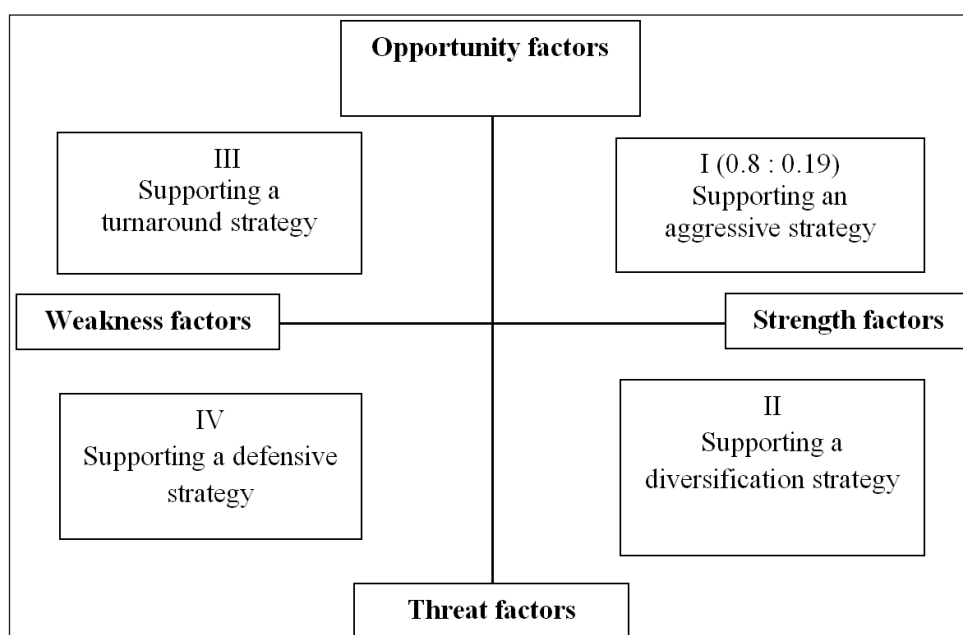 Opportunity factors
III
Supporting a
turnaround strategy
I (0.8 : 0.19)
Supporting an
aggressive strategy
Weakness factors
Strength factors
IV
Supporting a defensive
strategy
II
Supporting a
diversification strategy
Threat factors